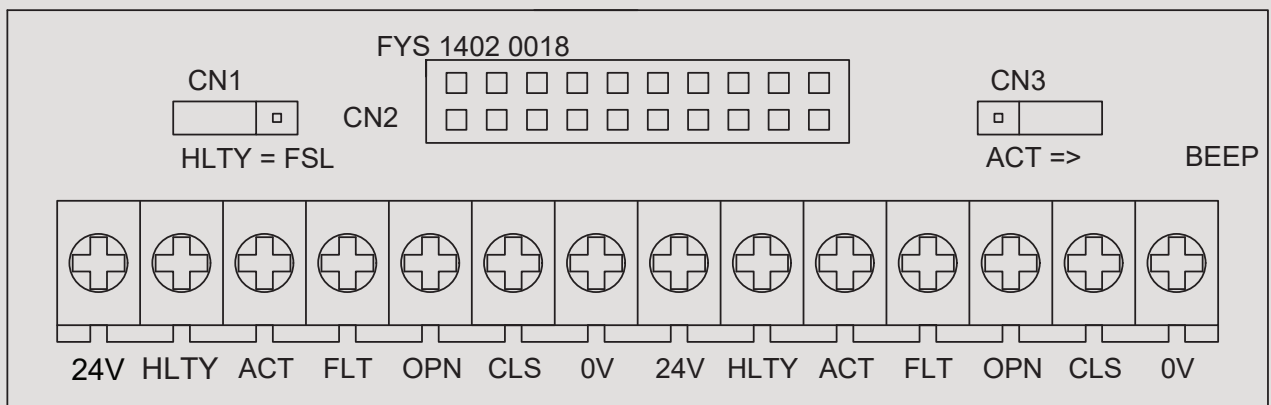 FYS 1402 0018
CN1
CN2
CN3
HLTY = FSL
ACT =>
BEEP
24V HLTY ACT FLT OPN CLS 0V 24V HLTY ACT FLT OPN CLS 0V